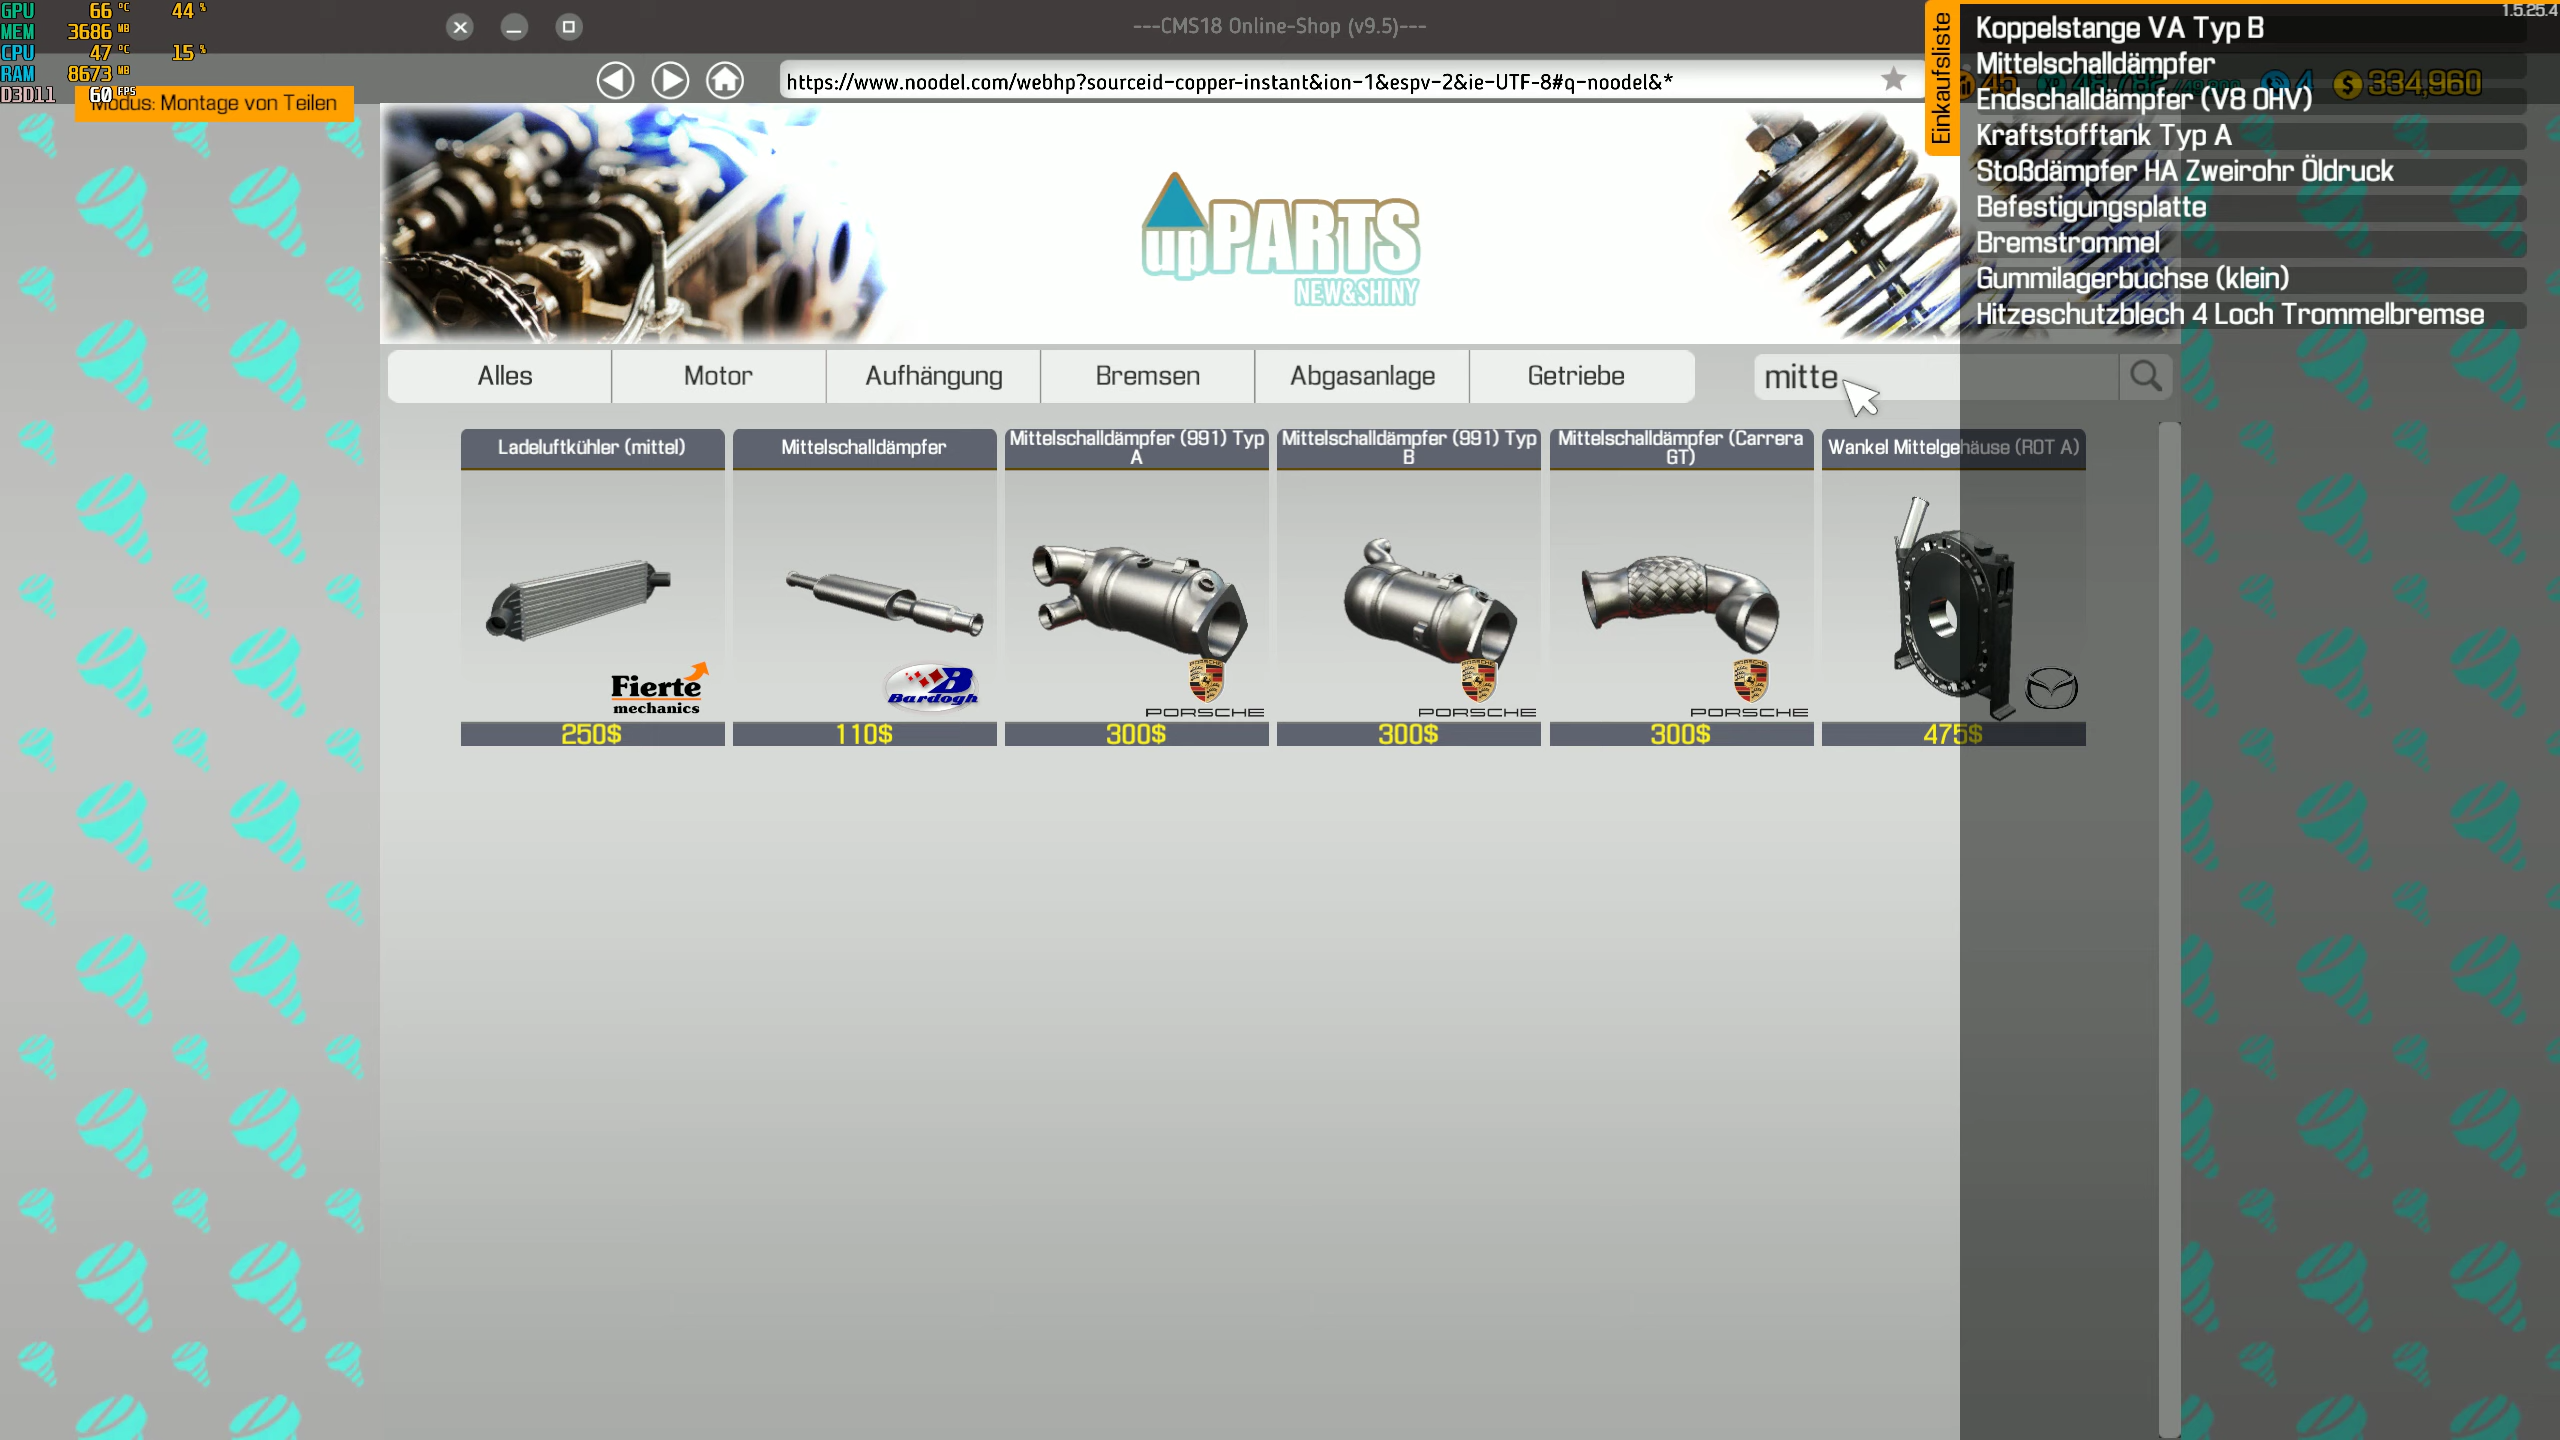 GPU 66 °C 44 %
MEM 3686 MB
CPU 47 °C 15 %
RAM 8673 MB
D3D11 60 FPS
Modus: Montage von Teilen
---CMS18 Online-Shop (v9.5)---
1.5.25.4
https://www.noodel.com/webhp?sourceid-copper-instant&ion-1&espv-2&ie-UTF-8#q-noodel&*
45
4
334,960
Einkaufsliste
Koppelstange VA Typ B
Mittelschalldämpfer
Endschalldämpfer (V8 OHV)
Kraftstofftank Typ A
Stoßdämpfer HA Zweirohr Öldruck
Befestigungsplatte
Bremstrommel
Gummilagerbuchse (klein)
Hitzeschutzblech 4 Loch Trommelbremse
upPARTS
NEW&SHINY
Alles
Motor
Aufhängung
Bremsen
Abgasanlage
Getriebe
mitte
Ladeluftkühler (mittel)
Fierte
mechanics
250$
Mittelschalldämpfer
Bardogh
110$
Mittelschalldämpfer (991) Typ
A
PORSCHE
300$
Mittelschalldämpfer (991) Typ
B
PORSCHE
300$
Mittelschalldämpfer (Carrera
GT)
PORSCHE
300$
Wankel Mittelgehäuse (ROT A)
475$